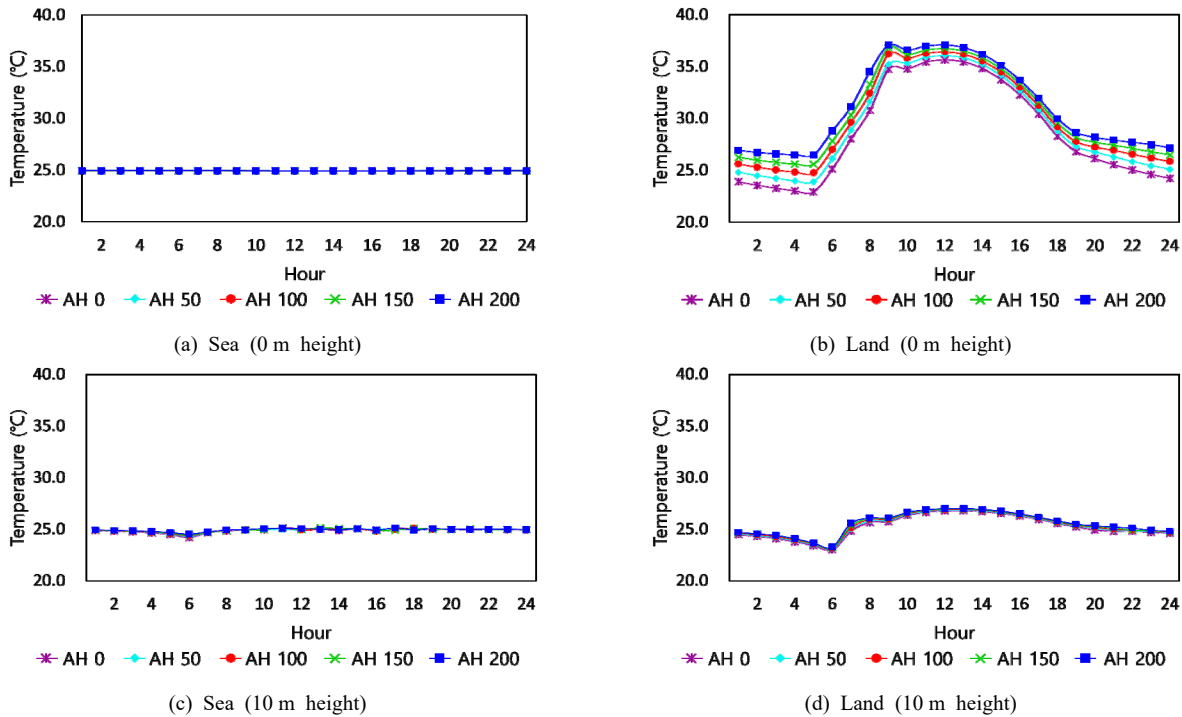 40.0
35.0
30.0
25.0
20.0
Temperature (℃)
2 4 6 8 10 12 14 16 18 20 22 24
Hour
AH 0 AH 50 AH 100 AH 150 AH 200
(a) Sea (0 m height)
40.0
35.0
30.0
25.0
20.0
Temperature (℃)
2 4 6 8 10 12 14 16 18 20 22 24
Hour
AH 0 AH 50 AH 100 AH 150 AH 200
(b) Land (0 m height)
40.0
35.0
30.0
25.0
20.0
Temperature (℃)
2 4 6 8 10 12 14 16 18 20 22 24
Hour
AH 0 AH 50 AH 100 AH 150 AH 200
(c) Sea (10 m height)
40.0
35.0
30.0
25.0
20.0
Temperature (℃)
2 4 6 8 10 12 14 16 18 20 22 24
Hour
AH 0 AH 50 AH 100 AH 150 AH 200
(d) Land (10 m height)